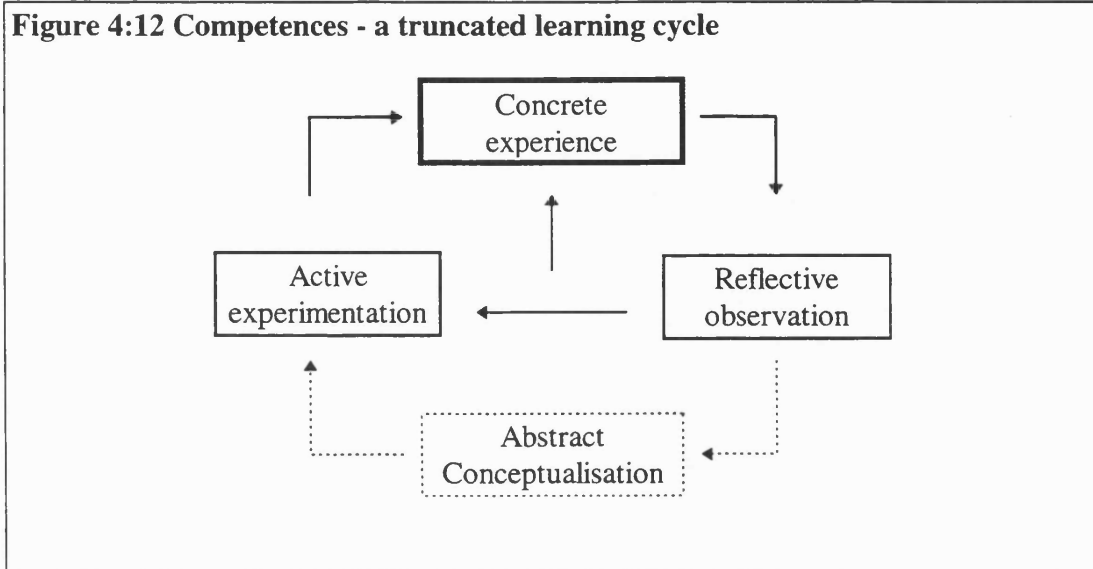 Figure 4:12 Competences - a truncated learning cycle
Concrete
experience
Active
experimentation
Reflective
observation
Abstract
Conceptualisation